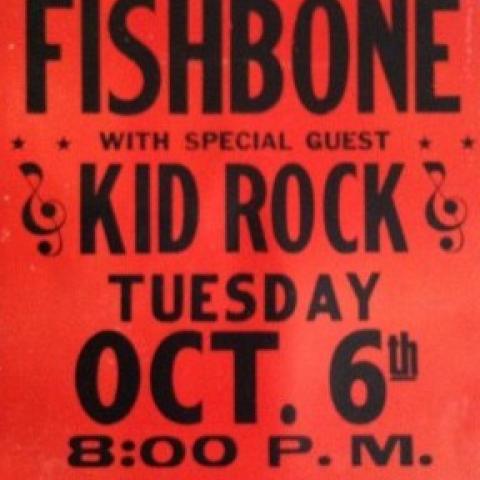 FISHBONE
WITH SPECIAL GUEST
KID ROCK
TUESDAY
OCT. 6th
8:00 P.M.